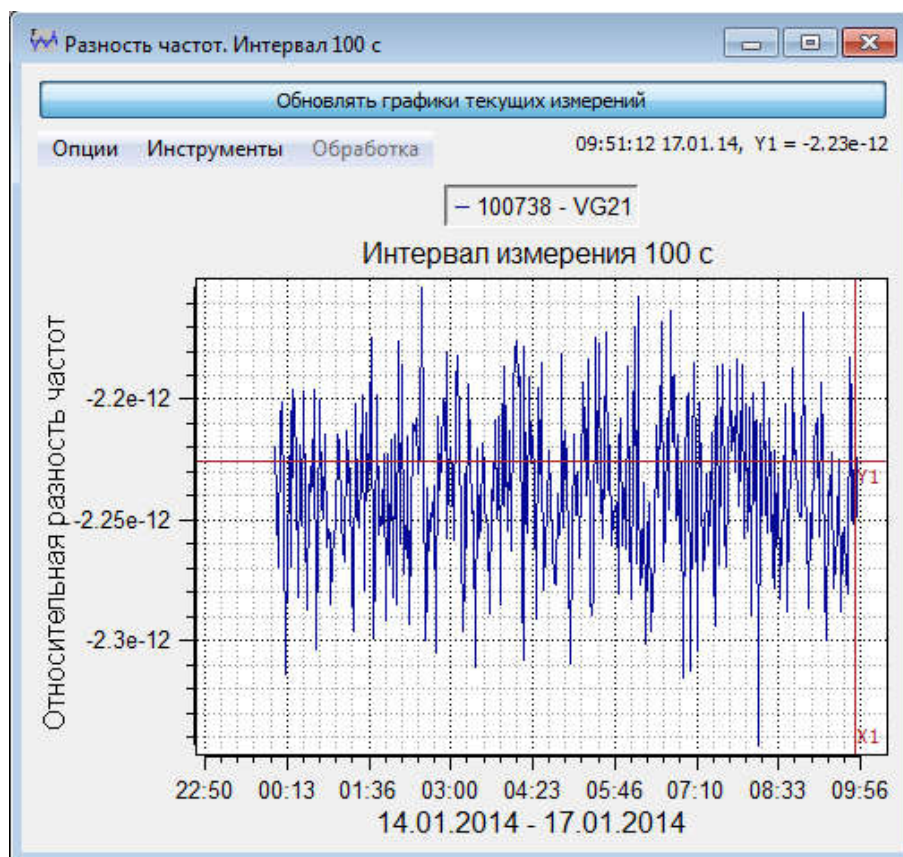 Разность частот. Интервал 100 с
Обновлять графики текущих измерений
Опции Инструменты Обработка
09:51:12 17.01.14, Y1 = -2.23e-12
100738 - VG21
Интервал измерения 100 с
Относительная разность частот
-2.2e-12
-2.25e-12
-2.3e-12
Y1
X1
22:50 00:13 01:36 03:00 04:23 05:46 07:10 08:33 09:56
14.01.2014 - 17.01.2014